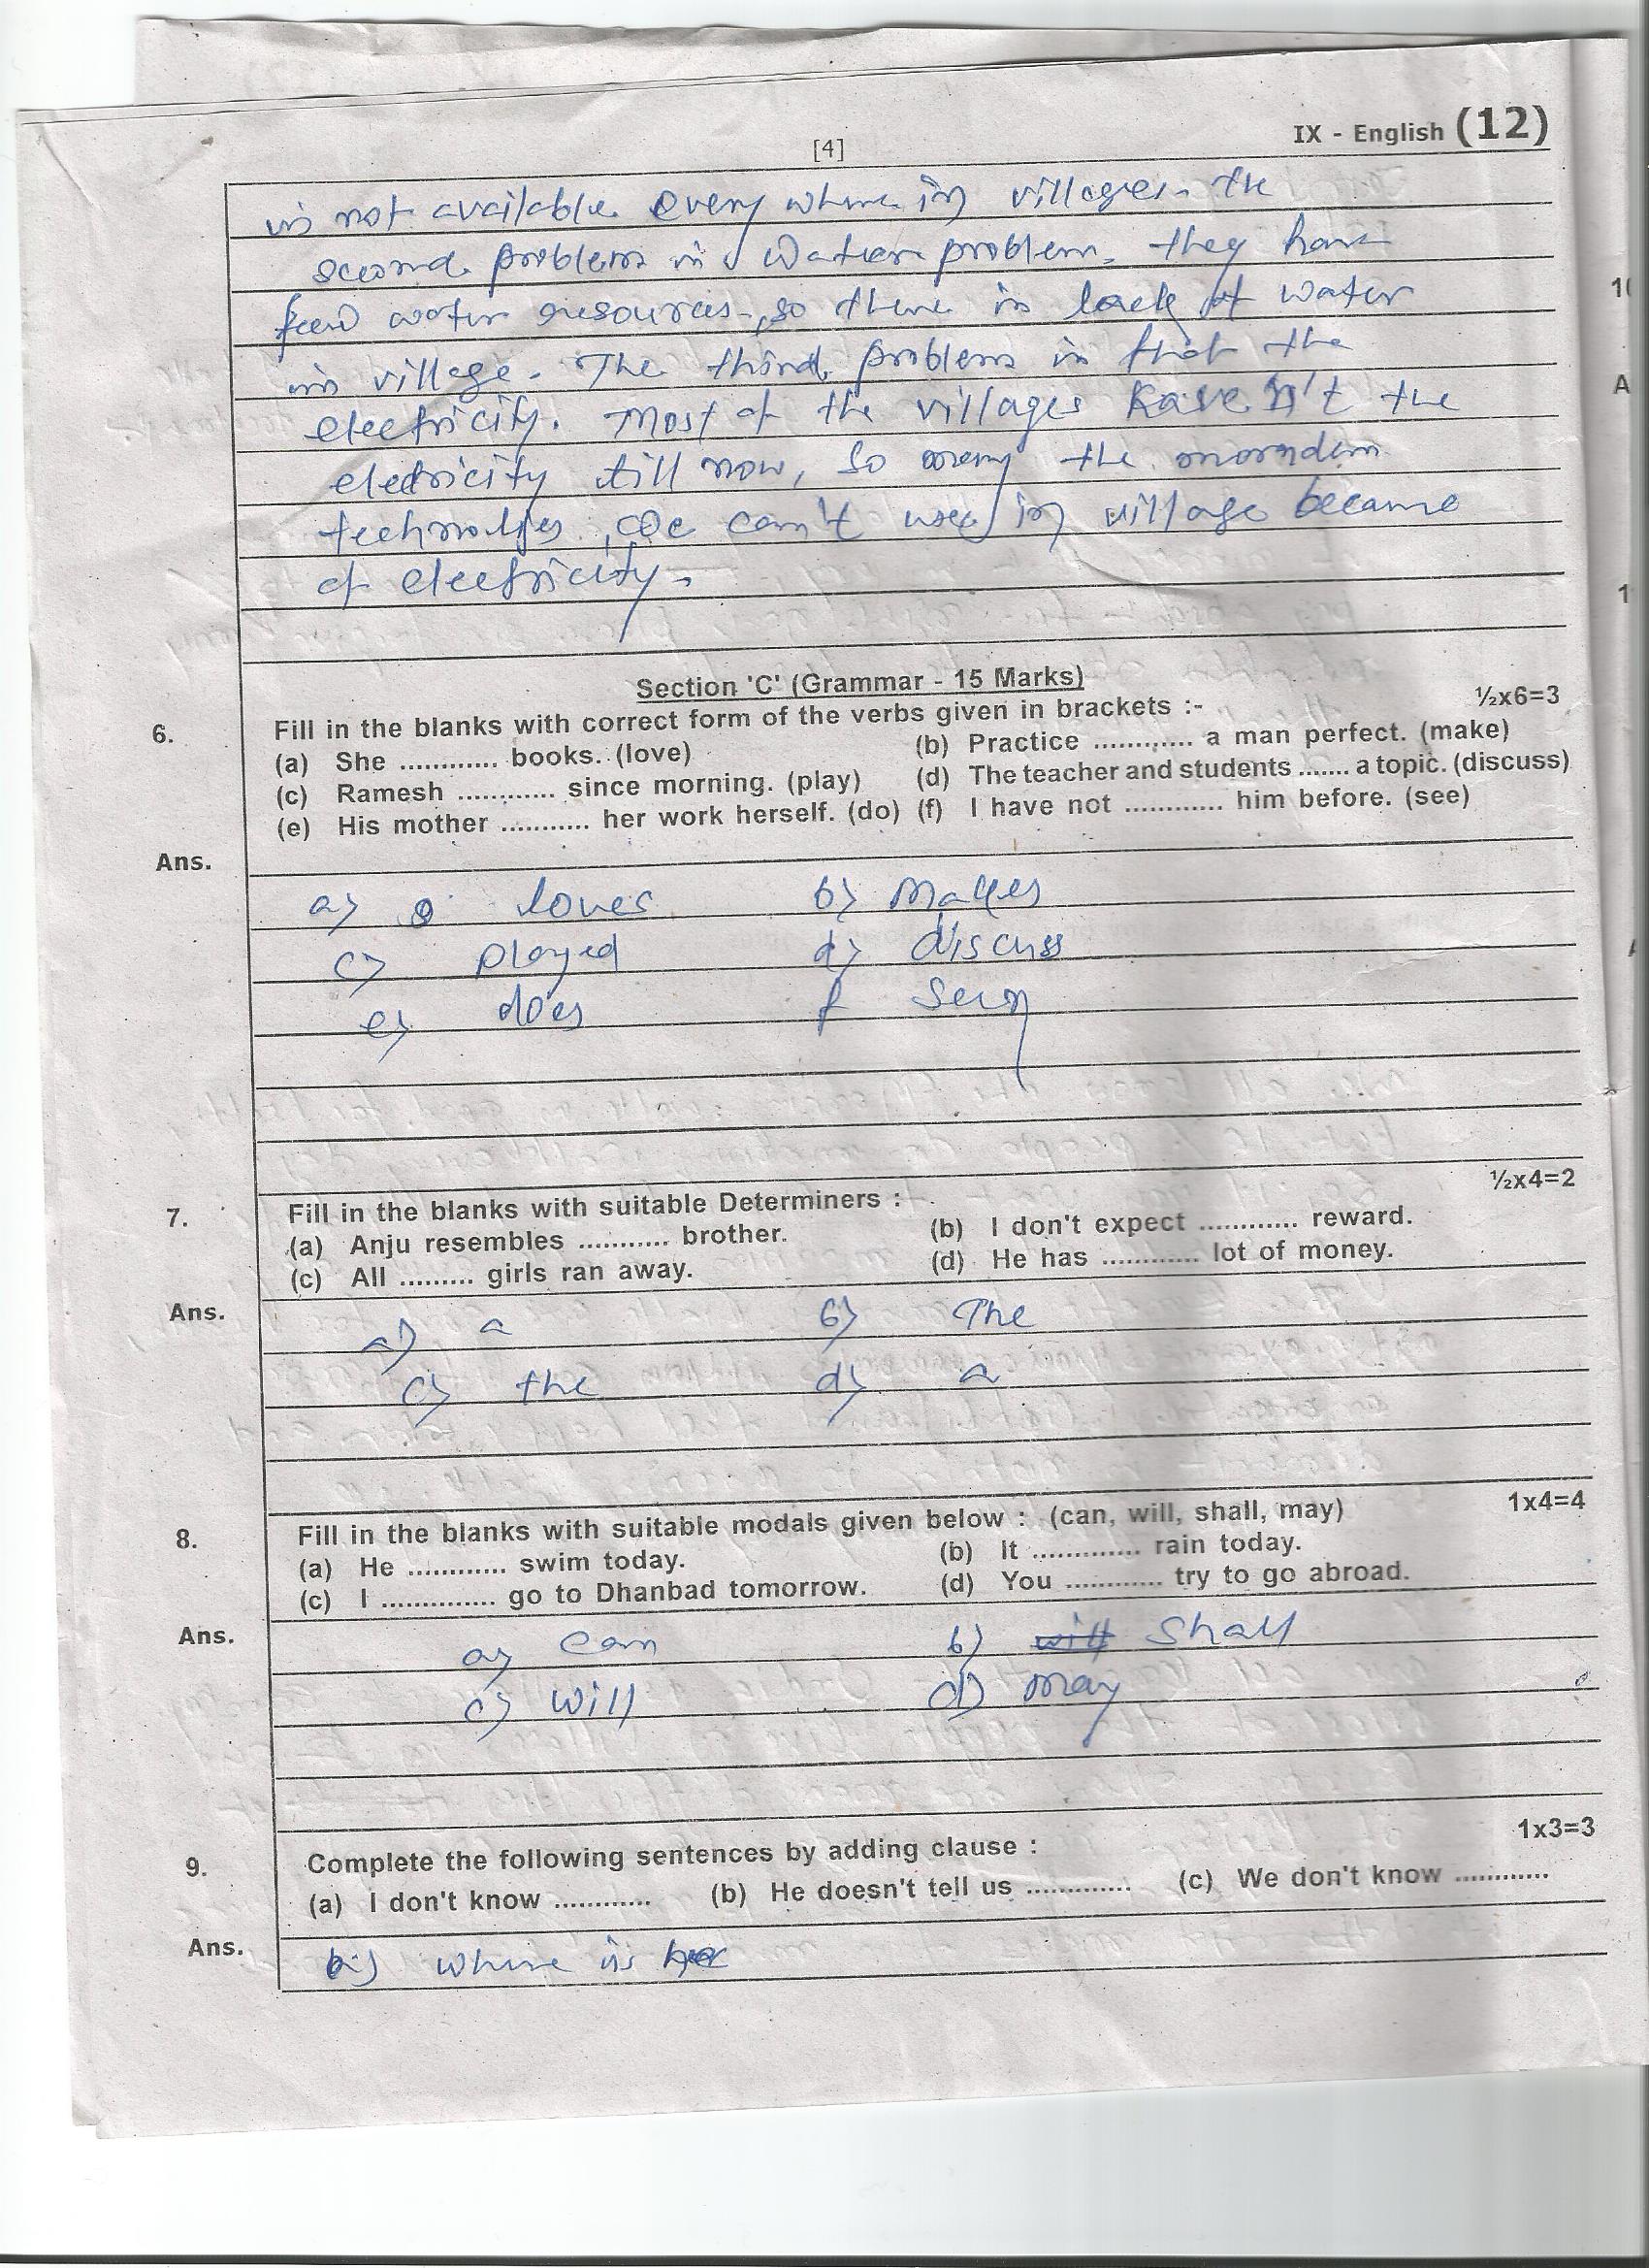 IX - English (12)
[4]
is not available every where in villages. the
second problem is Water problem. they have
few water resources, so there is lack of water
in village. The third problem is that the
electricity. Most of the villages haven't the
eletricity till now, so many the
we can't use in village because
of electricity.
Section 'C' (Grammar - 15 Marks)
6. Fill in the blanks with correct form of the verbs given in brackets :- ½x6=3
(a) She ............ books. (love) (b) Practice ............ a man perfect. (make)
(c) Ramesh ............ since morning. (play) (d) The teacher and students ....... a topic. (discuss)
(e) His mother ........... her work herself. (do) (f) I have not ............ him before. (see)
Ans.
a) loves b) Makes
c) played d) discuss
e) does f seen
7. Fill in the blanks with suitable Determiners : ½x4=2
(a) Anju resembles ........... brother. (b) I don't expect ............ reward.
(c) All ......... girls ran away. (d) He has ............ lot of money.
Ans.
a) a b) The
c) the d) a
8. Fill in the blanks with suitable modals given below : (can, will, shall, may) 1x4=4
(a) He ............ swim today. (b) It ............. rain today.
(c) I .............. go to Dhanbad tomorrow. (d) You ............ try to go abroad.
Ans.
a) can b) will Shall
c) will d) may
9. Complete the following sentences by adding clause : 1x3=3
(a) I don't know ............ (b) He doesn't tell us ............. (c) We don't know ............
Ans.
where is